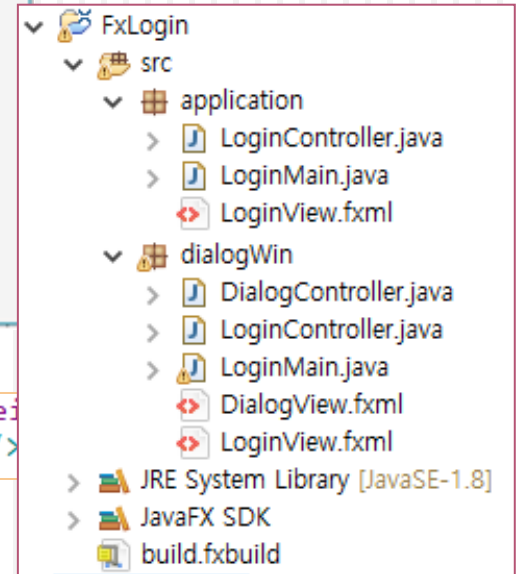 FxLogin
src
application
LoginController.java
LoginMain.java
LoginView.fxml
dialogWin
DialogController.java
LoginController.java
LoginMain.java
DialogView.fxml
LoginView.fxml
JRE System Library [JavaSE-1.8]
JavaFX SDK
build.fxbuild